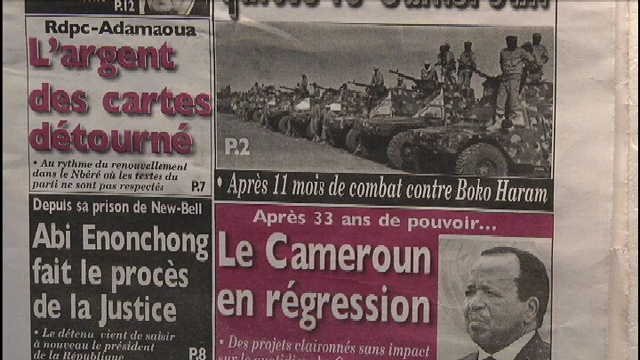 P.12
Rdpc-Adamaoua
L'argent
des cartes
détourné
• Au rythme du renouvellement
dans le Nbéré où les textes du
parti ne sont pas respectés
P.7
Depuis sa prison de New-Bell
Abi Enonchong
fait le procès
de la Justice
• Le détenu vient de saisir
à nouveau le président
de la République
P.8
P.2
• Après 11 mois de combat contre Boko Haram
Après 33 ans de pouvoir...
Le Cameroun
en régression
• Des projets claironnés sans impact